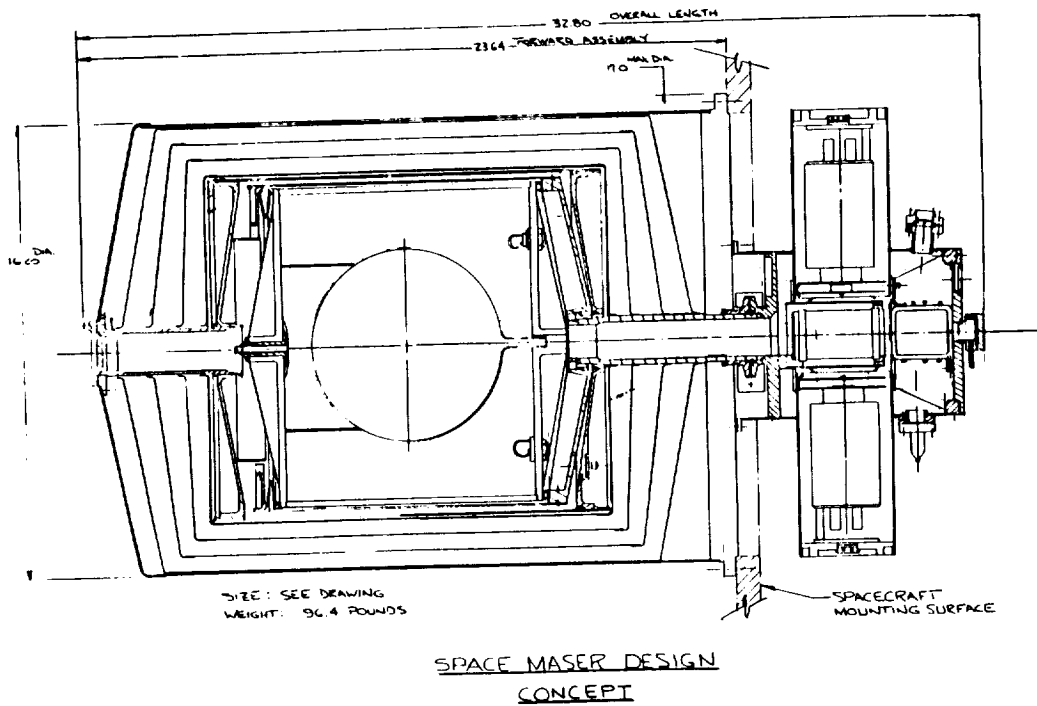 32.80 OVERALL LENGTH
23.64 FORWARD ASSEMBLY
MAX DIA.
DIA.
SIZE: SEE DRAWING
WEIGHT: 96.4 POUNDS
SPACECRAFT
MOUNTING SURFACE
SPACE MASER DESIGN
CONCEPT